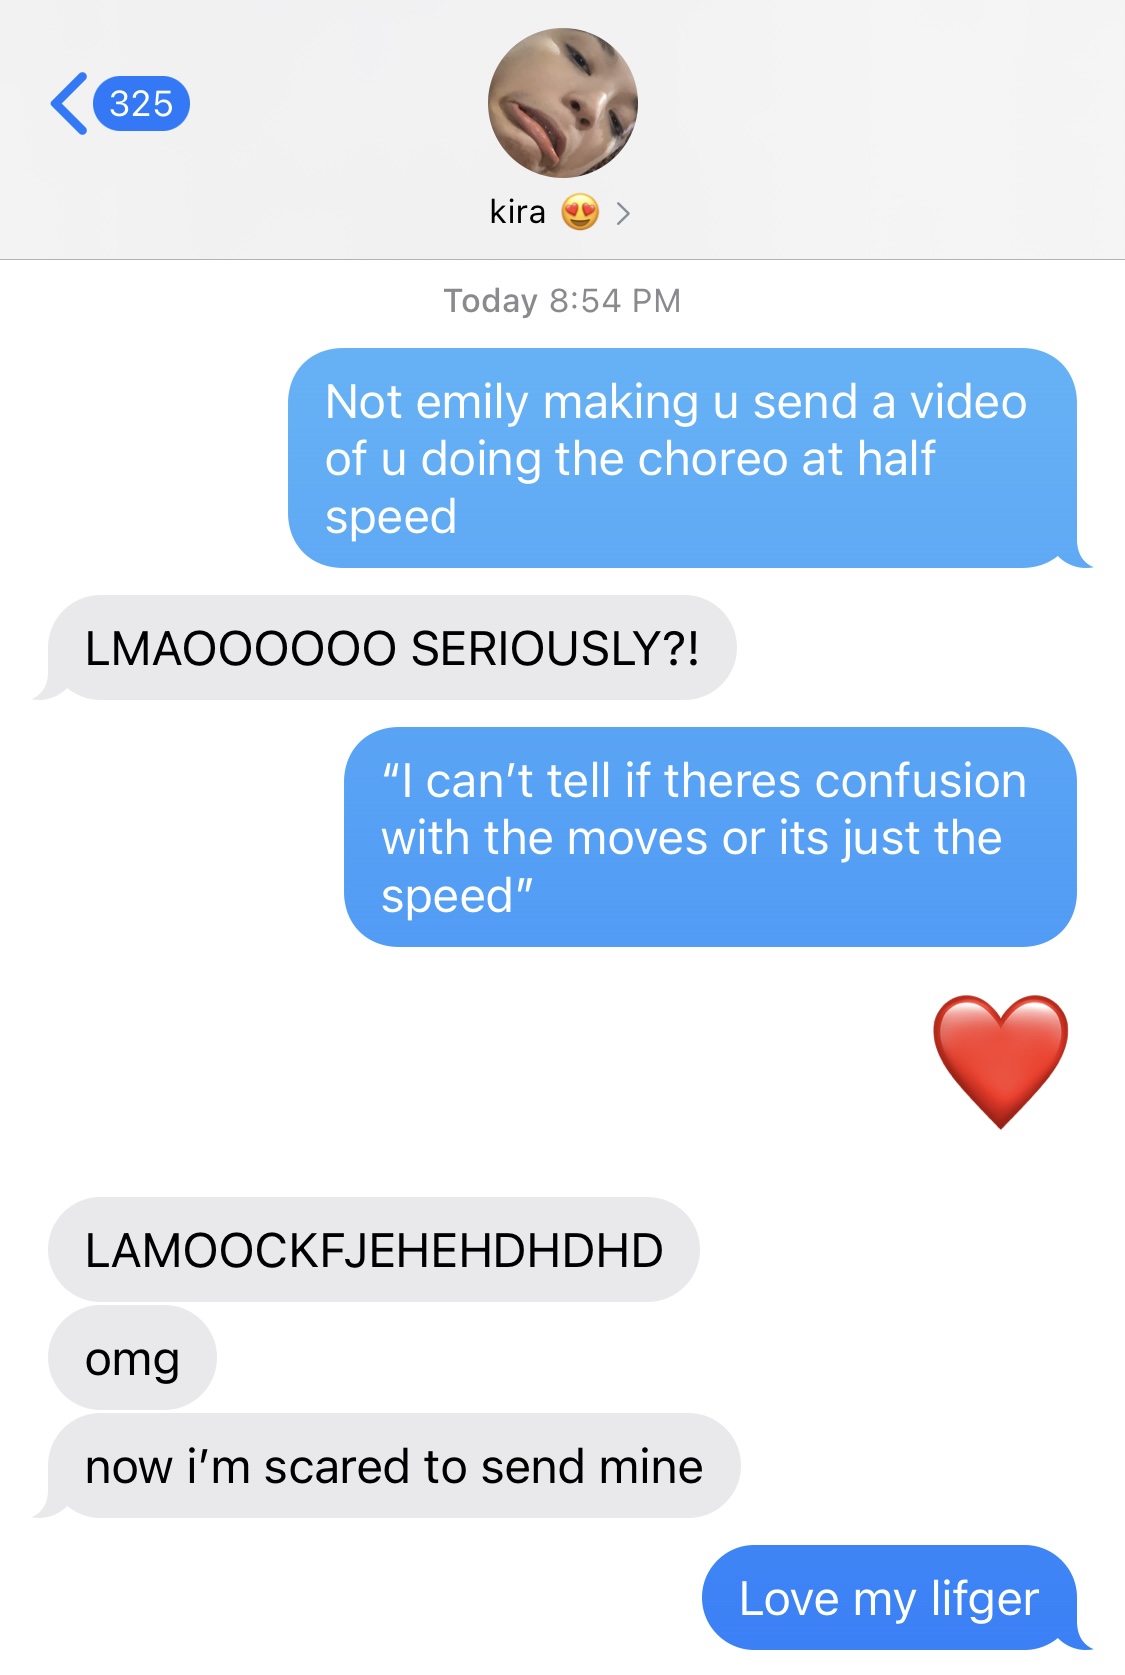 325
kira 😍 >
Today 8:54 PM
Not emily making u send a video
of u doing the choreo at half
speed
LMAOOOOOO SERIOUSLY?!
“I can’t tell if theres confusion
with the moves or its just the
speed”
❤️
LAMOOCKFJEHEHDHDHD
omg
now i’m scared to send mine
Love my lifger